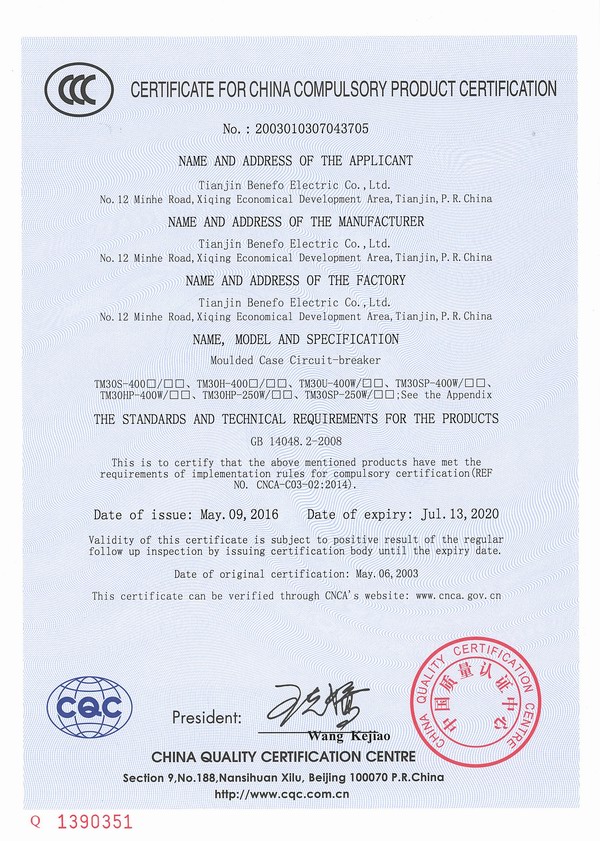 CCC
CERTIFICATE FOR CHINA COMPULSORY PRODUCT CERTIFICATION
No. : 2003010307043705
NAME AND ADDRESS OF THE APPLICANT
Tianjin Benefo Electric Co.,Ltd.
No.12 Minhe Road,Xiqing Economical Development Area,Tianjin,P.R.China
NAME AND ADDRESS OF THE MANUFACTURER
Tianjin Benefo Electric Co.,Ltd.
No.12 Minhe Road,Xiqing Economical Development Area,Tianjin,P.R.China
NAME AND ADDRESS OF THE FACTORY
Tianjin Benefo Electric Co.,Ltd.
No.12 Minhe Road,Xiqing Economical Development Area,Tianjin,P.R.China
NAME, MODEL AND SPECIFICATION
Moulded Case Circuit-breaker
TM30S-400□/□□、TM30H-400□/□□、TM30U-400W/□□、TM30SP-400W/□□、
TM30HP-400W/□□、TM30HP-250W/□□、TM30SP-250W/□□;See the Appendix
THE STANDARDS AND TECHNICAL REQUIREMENTS FOR THE PRODUCTS
GB 14048.2-2008
This is to certify that the above mentioned products have met the
requirements of implementation rules for compulsory certification(REF
NO. CNCA-C03-02:2014).
Date of issue: May.09,2016 Date of expiry: Jul.13,2020
Validity of this certificate is subject to positive result of the regular
follow up inspection by issuing certification body until the expiry date.
Date of original certification: May.06,2003
This certificate can be verified through CNCA's website: www.cnca.gov.cn
CQC
President:
Wang Kejiao
CHINA QUALITY CERTIFICATION CENTRE
中国质量认证中心
CHINA QUALITY CERTIFICATION CENTRE
Section 9,No.188,Nansihuan Xilu, Beijing 100070 P.R.China
http://www.cqc.com.cn
Q 1390351